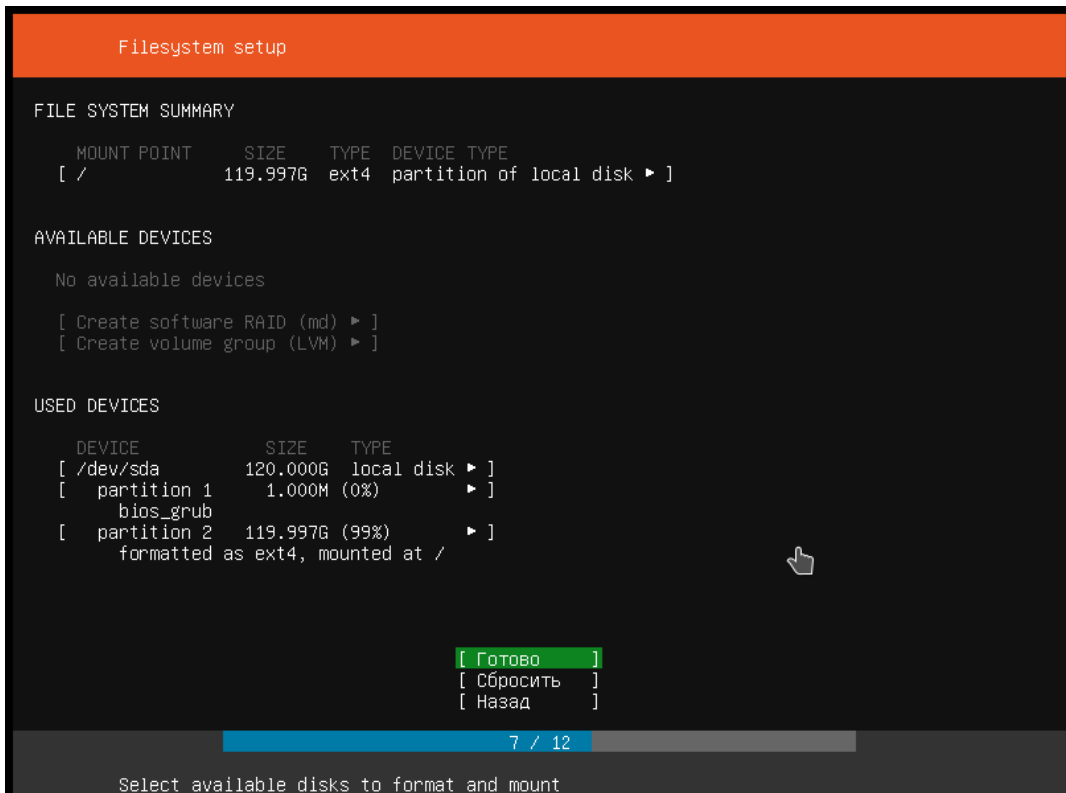 Filesystem setup
FILE SYSTEM SUMMARY
MOUNT POINT SIZE TYPE DEVICE TYPE
[ / 119.997G ext4 partition of local disk ▸ ]
AVAILABLE DEVICES
No available devices
[ Create software RAID (md) ▸ ]
[ Create volume group (LVM) ▸ ]
USED DEVICES
DEVICE SIZE TYPE
[ /dev/sda 120.000G local disk ▸ ]
[ partition 1 1.000M (0%) ▸ ]
bios_grub
[ partition 2 119.997G (99%) ▸ ]
formatted as ext4, mounted at /
[ Готово ]
[ Сбросить ]
[ Назад ]
7 / 12
Select available disks to format and mount